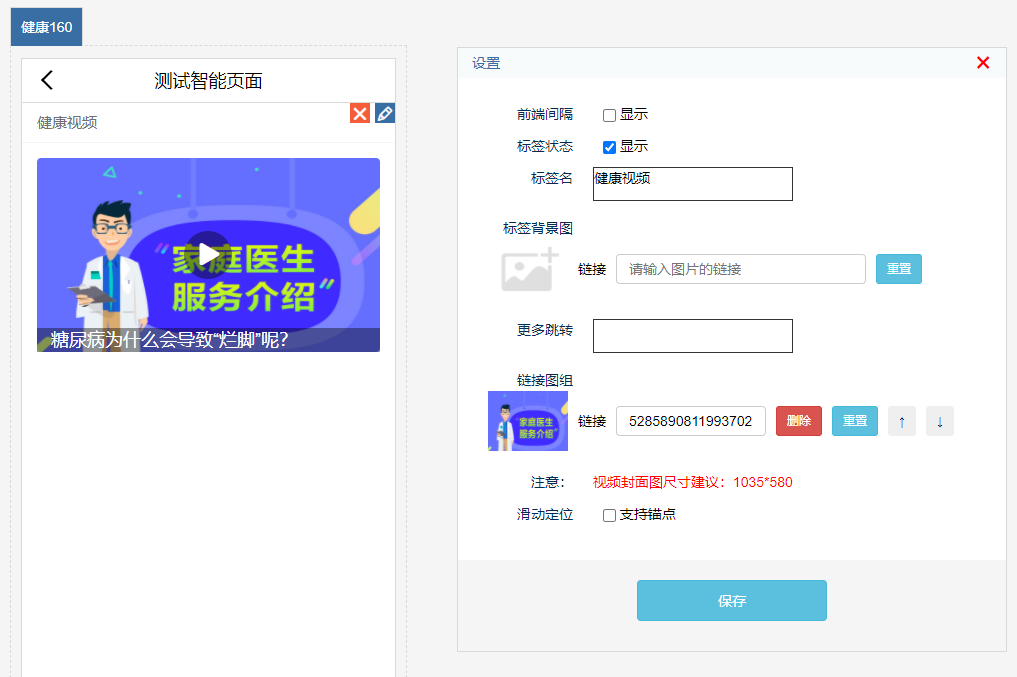 健康160
测试智能页面
健康视频
“家庭医生
服务介绍”
糖尿病为什么会导致“烂脚”呢？
设置
前端间隔 显示
标签状态 显示
标签名 健康视频
标签背景图
链接 请输入图片的链接 重置
更多跳转
链接图组
家庭医生
服务介绍
链接 5285890811993702 删除 重置 ↑ ↓
注意： 视频封面图尺寸建议：1035*580
滑动定位 支持锚点
保存